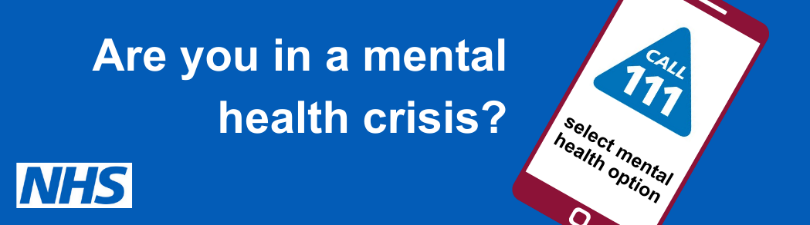 Are you in a mental
health crisis?
NHS
CALL
111
select mental
health option